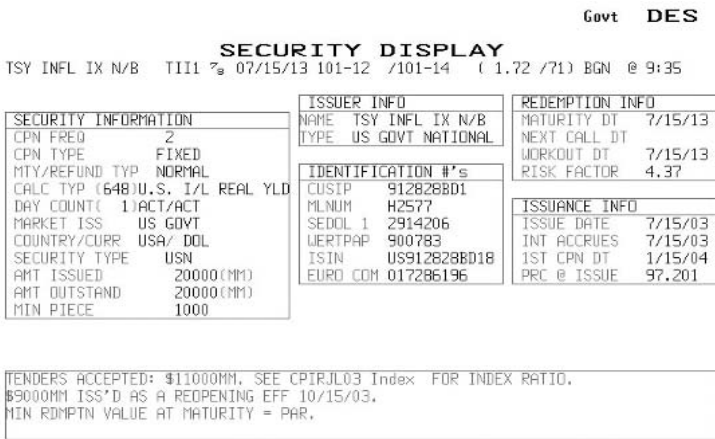 Govt DES
SECURITY DISPLAY
TSY INFL IX N/B TII1 7/8 07/15/13 101-12 /101-14 ( 1.72 /71) BGN @ 9:35
SECURITY INFORMATION
CPN FREQ 2
CPN TYPE FIXED
MTY/REFUND TYP NORMAL
CALC TYP (648)U.S. I/L REAL YLD
DAY COUNT( 1)ACT/ACT
MARKET ISS US GOVT
COUNTRY/CURR USA/ DOL
SECURITY TYPE USN
AMT ISSUED 20000(MM)
AMT OUTSTAND 20000(MM)
MIN PIECE 1000
ISSUER INFO
NAME TSY INFL IX N/B
TYPE US GOVT NATIONAL
IDENTIFICATION #'s
CUSIP 912828BD1
MLNUM H2577
SEDOL 1 2914206
WERTPAP 900783
ISIN US912828BD18
EURO COM 017286196
REDEMPTION INFO
MATURITY DT 7/15/13
NEXT CALL DT
WORKOUT DT 7/15/13
RISK FACTOR 4.37
ISSUANCE INFO
ISSUE DATE 7/15/03
INT ACCRUES 7/15/03
1ST CPN DT 1/15/04
PRC @ ISSUE 97.201
TENDERS ACCEPTED: $11000MM. SEE CPIRJL03 Index FOR INDEX RATIO.
$9000MM ISS'D AS A REOPENING EFF 10/15/03.
MIN RDMPTN VALUE AT MATURITY = PAR.